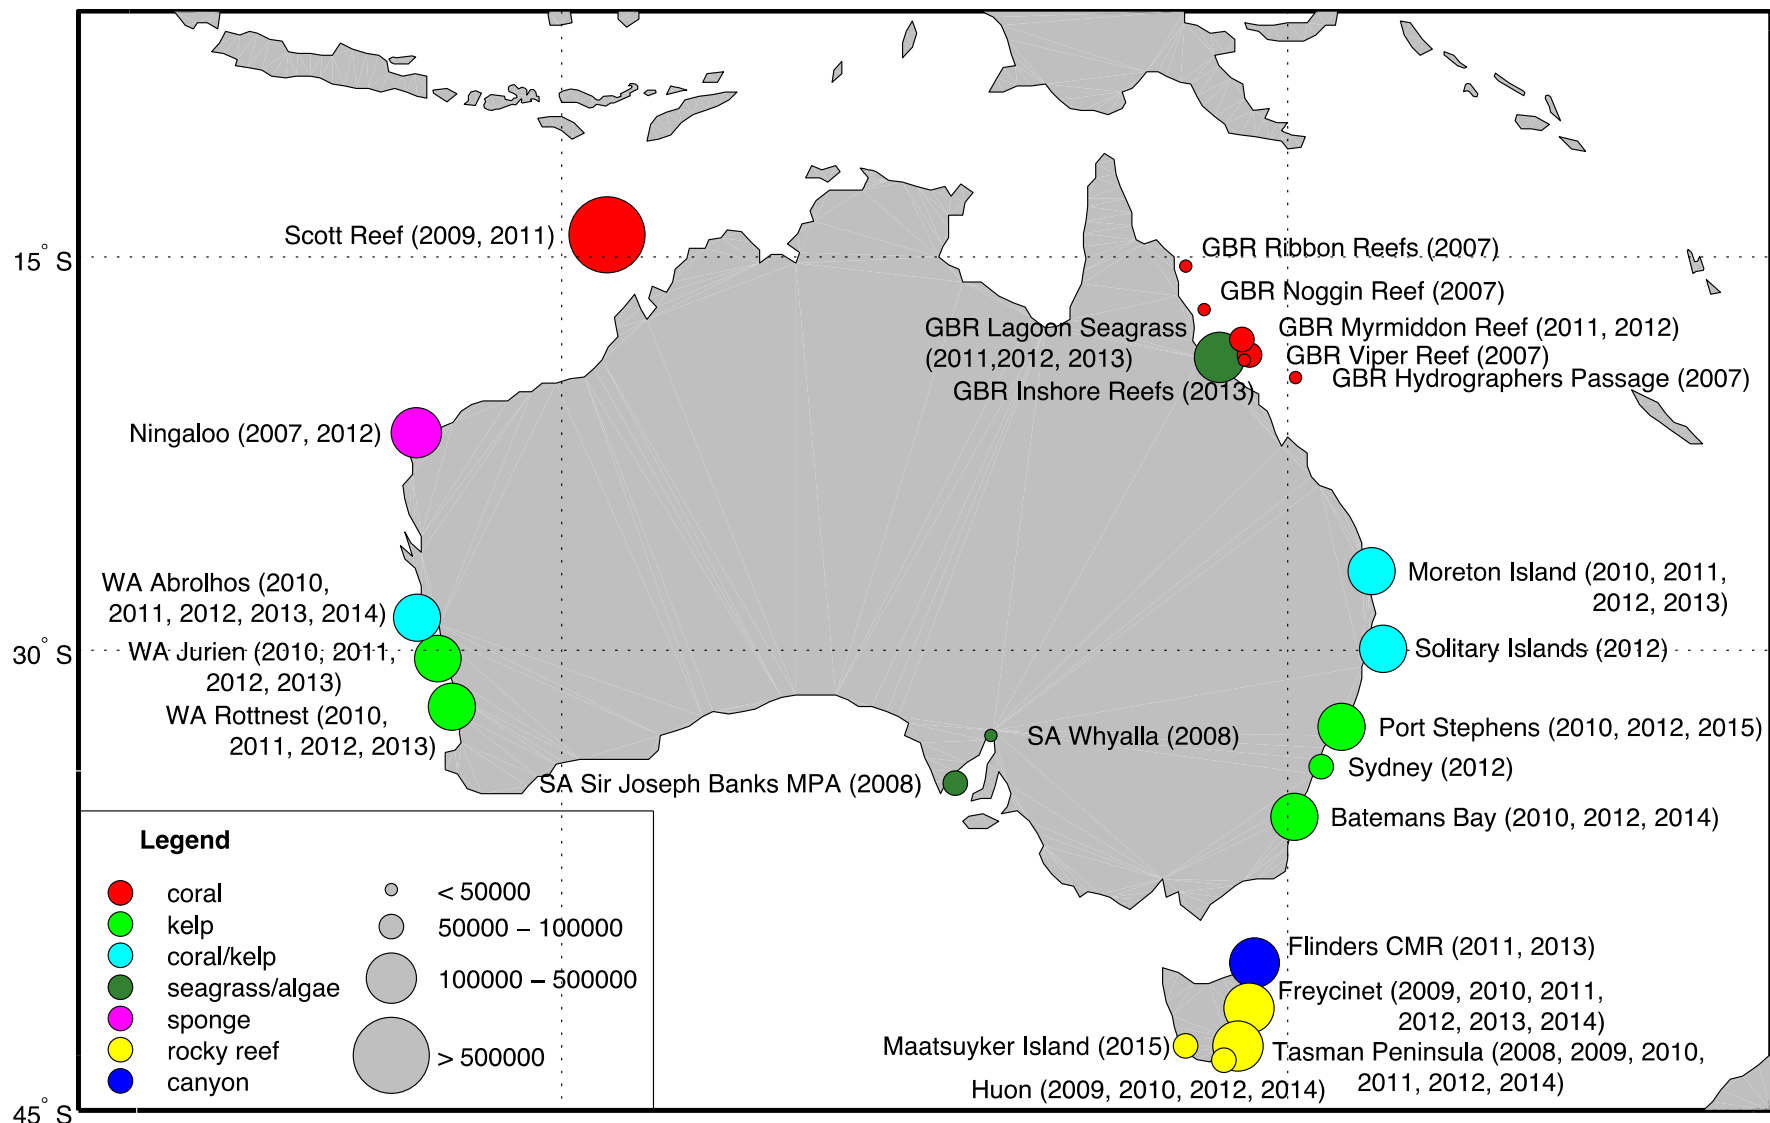 Scott Reef (2009, 2011)
15° S
GBR Ribbon Reefs (2007)
GBR Noggin Reef (2007)
GBR Lagoon Seagrass
(2011,2012, 2013)
GBR Myrmiddon Reef (2011, 2012)
GBR Viper Reef (2007)
GBR Hydrographers Passage (2007)
GBR Inshore Reefs (2013)
Ningaloo (2007, 2012)
WA Abrolhos (2010,
2011, 2012, 2013, 2014)
Moreton Island (2010, 2011,
2012, 2013)
30° S
WA Jurien (2010, 2011,
2012, 2013)
Solitary Islands (2012)
WA Rottnest (2010,
2011, 2012, 2013)
SA Whyalla (2008)
Port Stephens (2010, 2012, 2015)
Sydney (2012)
SA Sir Joseph Banks MPA (2008)
Batemans Bay (2010, 2012, 2014)
Legend
coral
kelp
coral/kelp
seagrass/algae
sponge
rocky reef
canyon
< 50000
50000 – 100000
100000 – 500000
> 500000
Flinders CMR (2011, 2013)
Freycinet (2009, 2010, 2011,
2012, 2013, 2014)
Maatsuyker Island (2015)
Tasman Peninsula (2008, 2009, 2010,
2011, 2012, 2014)
Huon (2009, 2010, 2012, 2014)
45° S